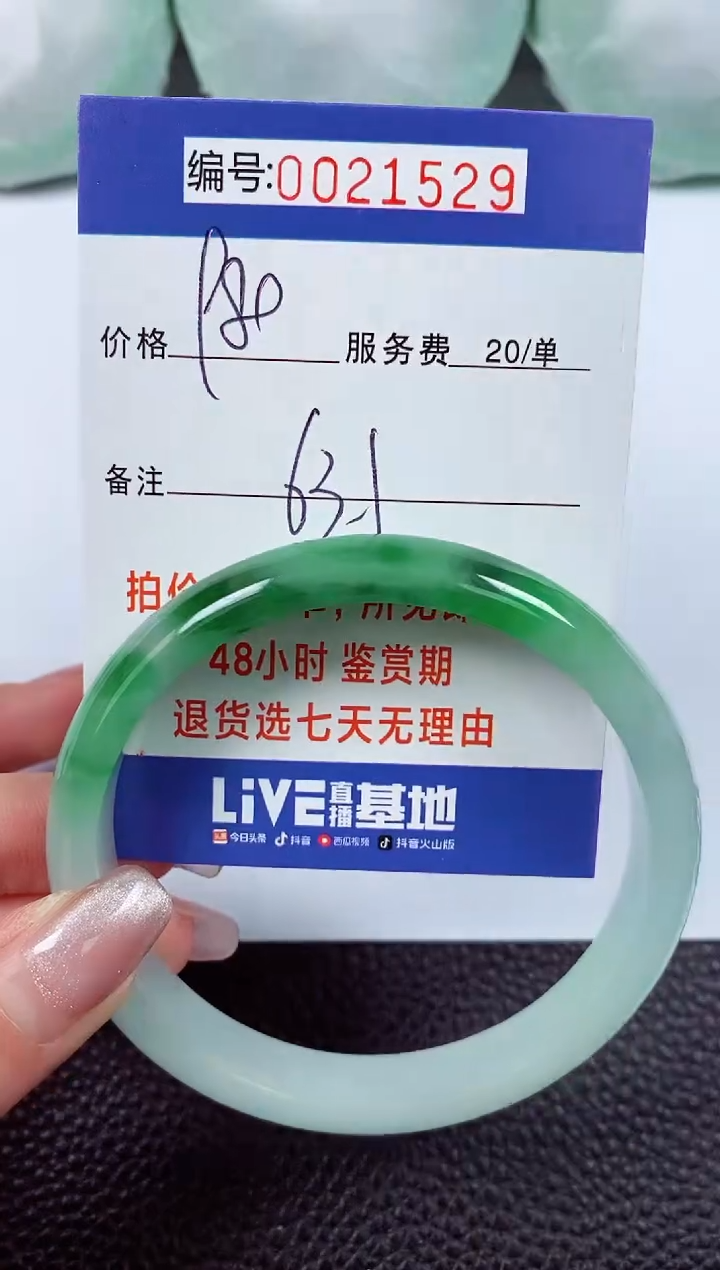 编号:0021529
价格 180 服务费 20/单
备注 63.1
拍价
48小时 鉴赏期
退货选七天无理由
LiVE直播基地
今日头条 抖音 西瓜视频 抖音火山版